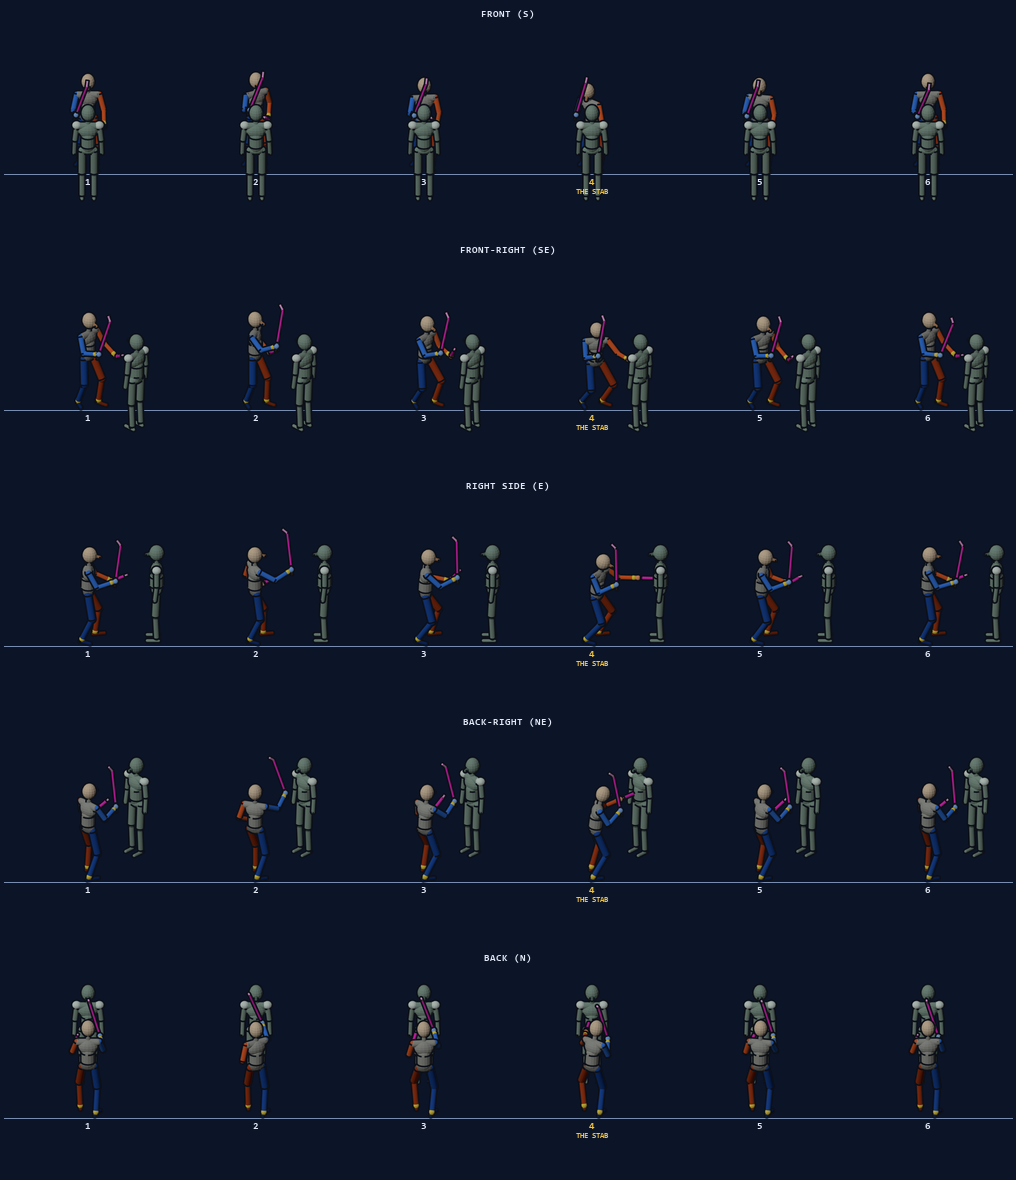 FRONT (S)
1 2 3 4 5 6
THE STAB
FRONT-RIGHT (SE)
1 2 3 4 5 6
THE STAB
RIGHT SIDE (E)
1 2 3 4 5 6
THE STAB
BACK-RIGHT (NE)
1 2 3 4 5 6
THE STAB
BACK (N)
1 2 3 4 5 6
THE STAB